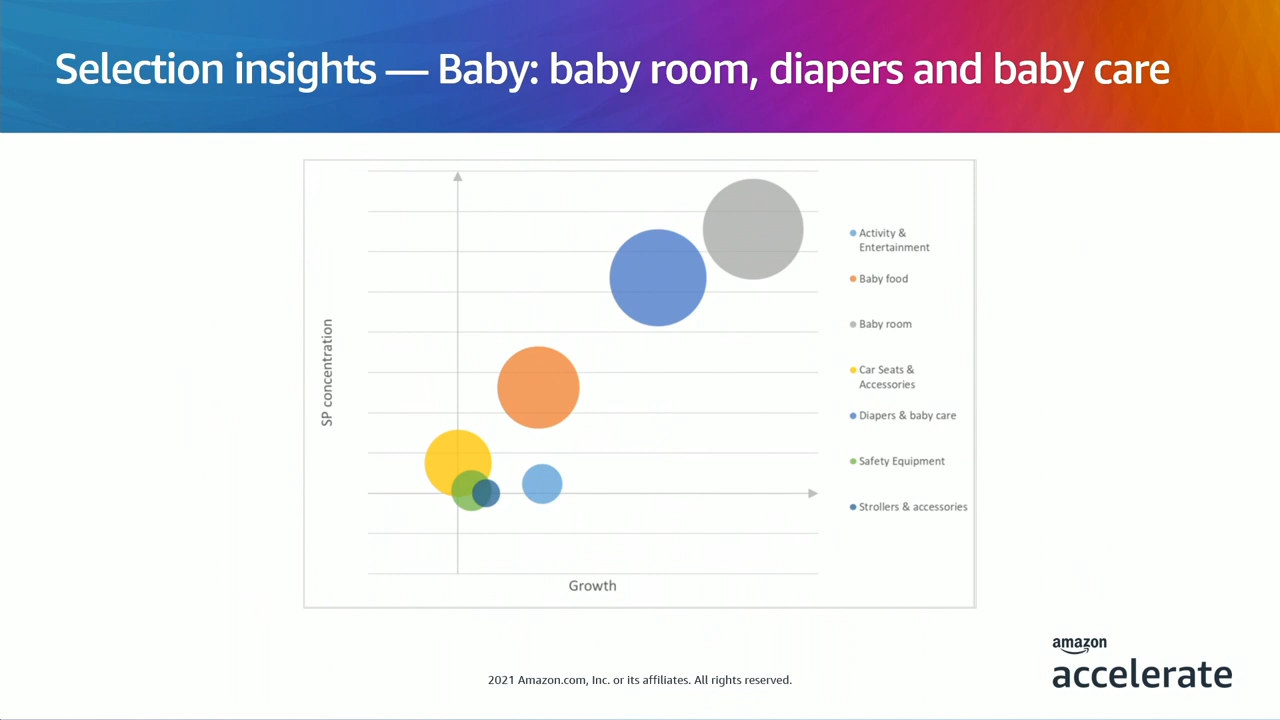 Selection insights — Baby: baby room, diapers and baby care
SP concentration
Growth
Activity &
Entertainment
Baby food
Baby room
Car Seats &
Accessories
Diapers & baby care
Safety Equipment
Strollers & accessories
2021 Amazon.com, Inc. or its affiliates. All rights reserved.
amazon
accelerate